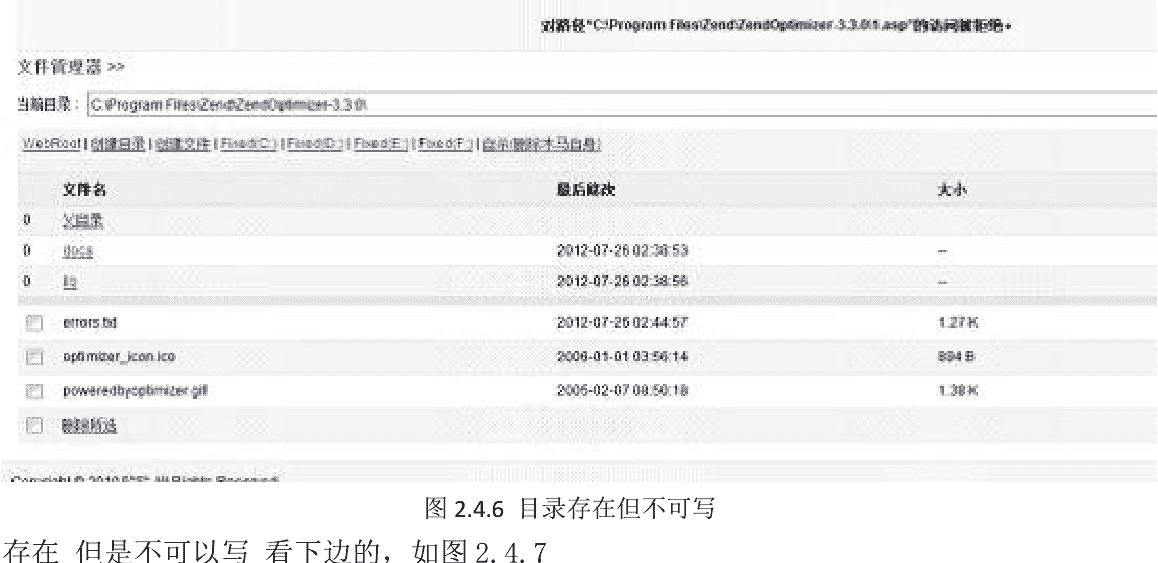 对路径"C:\Program Files\Zend\ZendOptimizer-3.3.0\1.asp"的访问被拒绝。
文件管理器 >>
当前目录： C:\Program Files\Zend\ZendOptimizer-3.3.0\
WebRoot | 创建目录 | 创建文件 | Fixed(C:) | Fixed(D:) | Fixed(E:) | Fixed(F:) | 自杀(删除木马自身)
文件名 最后修改 大小
0 父目录
0 docs 2012-07-26 02:38:53 --
0 lib 2012-07-26 02:38:56 --
errors.txt 2012-07-26 02:44:57 1.27 K
optimizer_icon.ico 2006-01-01 03:56:14 894 B
poweredbyoptimizer.gif 2005-02-07 08:50:18 1.38 K
删除所选
图 2.4.6 目录存在但不可写
存在 但是不可以写 看下边的，如图 2.4.7